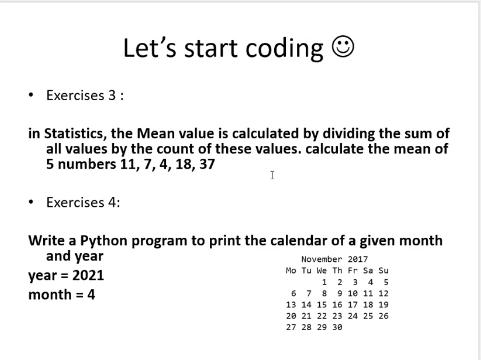 Let's start coding ☺
• Exercises 3 :
in Statistics, the Mean value is calculated by dividing the sum of
all values by the count of these values. calculate the mean of
5 numbers 11, 7, 4, 18, 37
• Exercises 4:
Write a Python program to print the calendar of a given month
and year
year = 2021
month = 4
November 2017
Mo Tu We Th Fr Sa Su
1 2 3 4 5
6 7 8 9 10 11 12
13 14 15 16 17 18 19
20 21 22 23 24 25 26
27 28 29 30